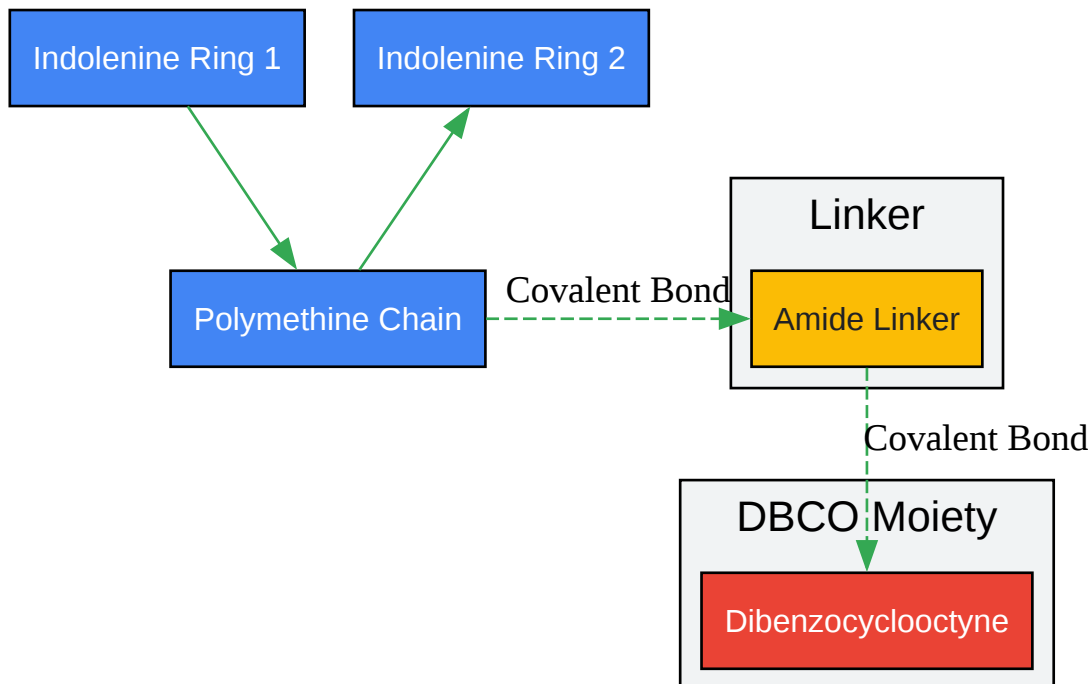 Indolenine Ring 1
Indolenine Ring 2
Linker
Covalent Bond
Polymethine Chain
Amide Linker
Covalent Bond
DBCO Moiety
Dibenzocyclooctyne